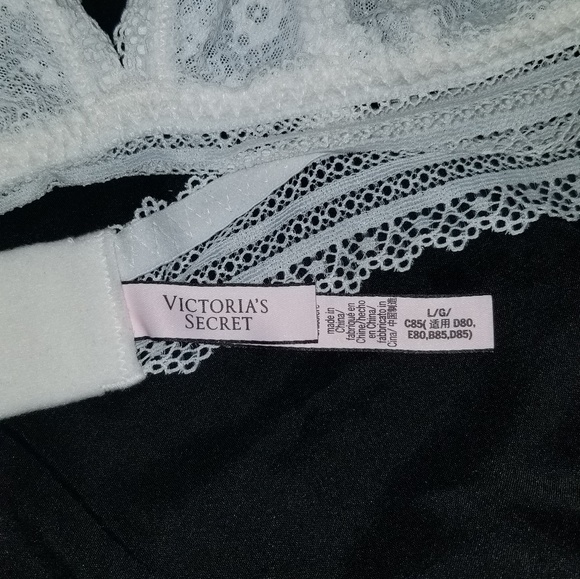 VICTORIA'S
SECRET
made in
China/
fabriqué en
Chine/hecho
en China/
fabbricato in
Cina/ 中国制造
L/G/
C85( 适用 D80,
E80,B85,D85)